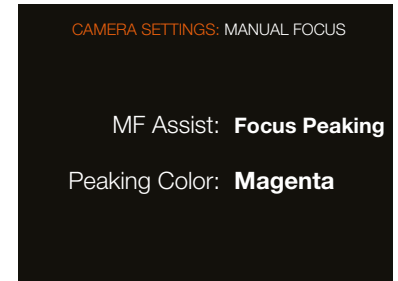 CAMERA SETTINGS: MANUAL FOCUS
MF Assist: Focus Peaking
Peaking Color: Magenta